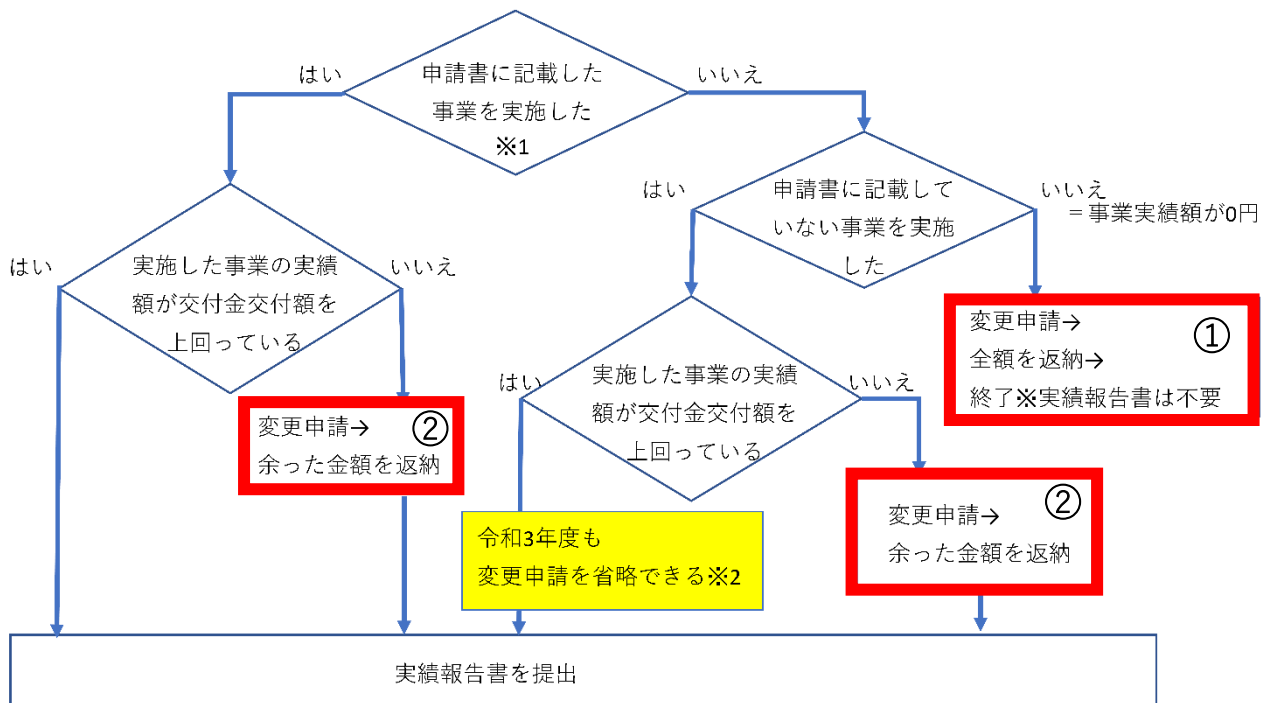 はい
申請書に記載した
事業を実施した
※1
いいえ
はい
申請書に記載して
いない事業を実施
した
いいえ
＝事業実績額が0円
はい
実施した事業の実績
額が交付金交付額を
上回っている
いいえ
変更申請→
①
全額を返納→
終了※実績報告書は不要
はい
実施した事業の実績
額が交付金交付額を
上回っている
いいえ
変更申請→
②
余った金額を返納
変更申請→
②
余った金額を返納
令和3年度も
変更申請を省略できる※2
実績報告書を提出